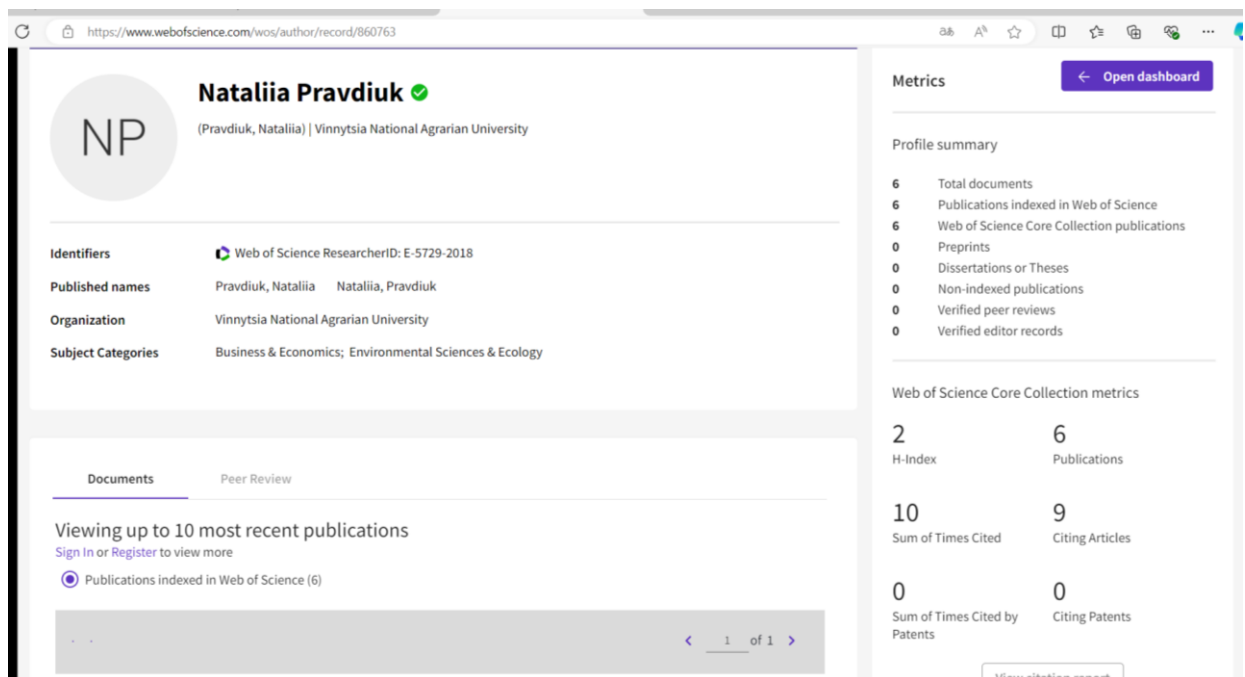 https://www.webofscience.com/wos/author/record/860763
NP
Nataliia Pravdiuk
(Pravdiuk, Nataliia) | Vinnytsia National Agrarian University
Identifiers
Web of Science ResearcherID: E-5729-2018
Published names
Pravdiuk, Nataliia Nataliia, Pravdiuk
Organization
Vinnytsia National Agrarian University
Subject Categories
Business & Economics; Environmental Sciences & Ecology
Documents
Peer Review
Viewing up to 10 most recent publications
Sign In or Register to view more
Publications indexed in Web of Science (6)
1 of 1
Metrics
Open dashboard
Profile summary
6 Total documents
6 Publications indexed in Web of Science
6 Web of Science Core Collection publications
0 Preprints
0 Dissertations or Theses
0 Non-indexed publications
0 Verified peer reviews
0 Verified editor records
Web of Science Core Collection metrics
2
H-Index
6
Publications
10
Sum of Times Cited
9
Citing Articles
0
Sum of Times Cited by
Patents
0
Citing Patents
View citation report